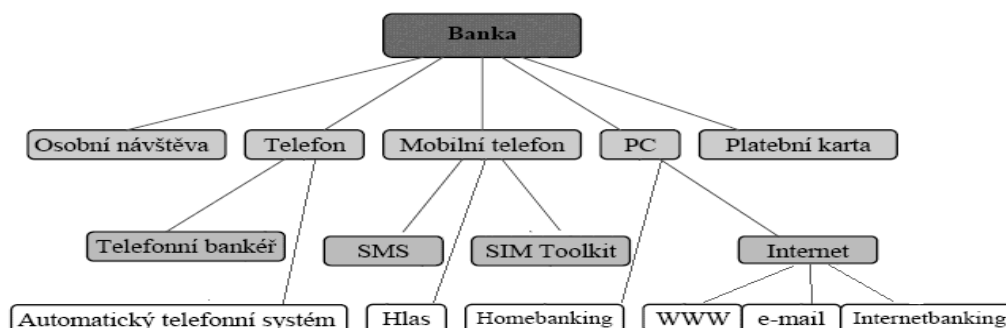 Banka
Osobní návštěva
Telefon
Mobilní telefon
PC
Platební karta
Telefonní bankéř
SMS
SIM Toolkit
Internet
Automatický telefonní systém
Hlas
Homebanking
WWW
e-mail
Internetbanking